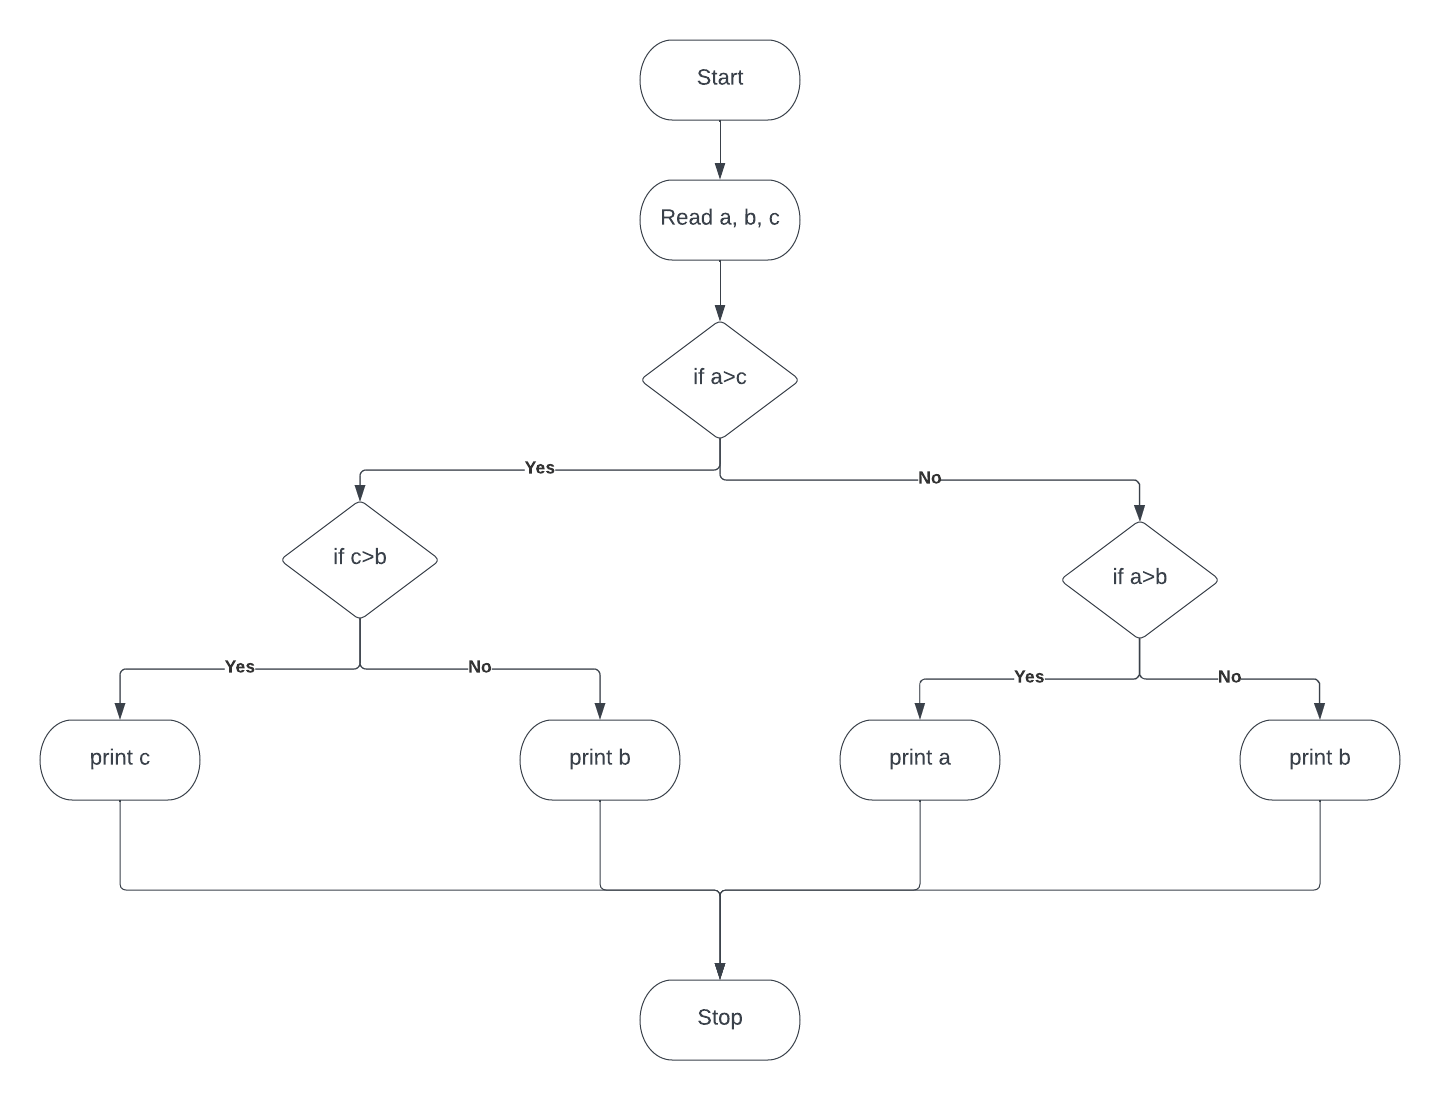 Start
Read a, b, c
if a>c
Yes
No
if c>b
if a>b
Yes
No
Yes
No
print c
print b
print a
print b
Stop